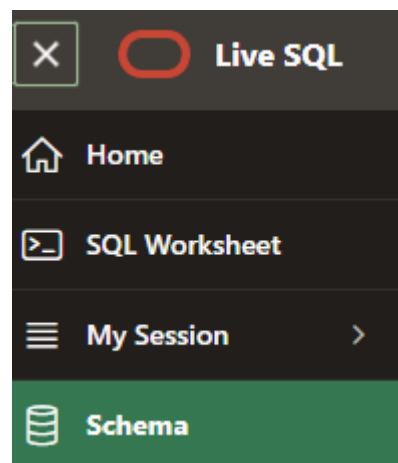 Live SQL
Home
SQL Worksheet
My Session
Schema